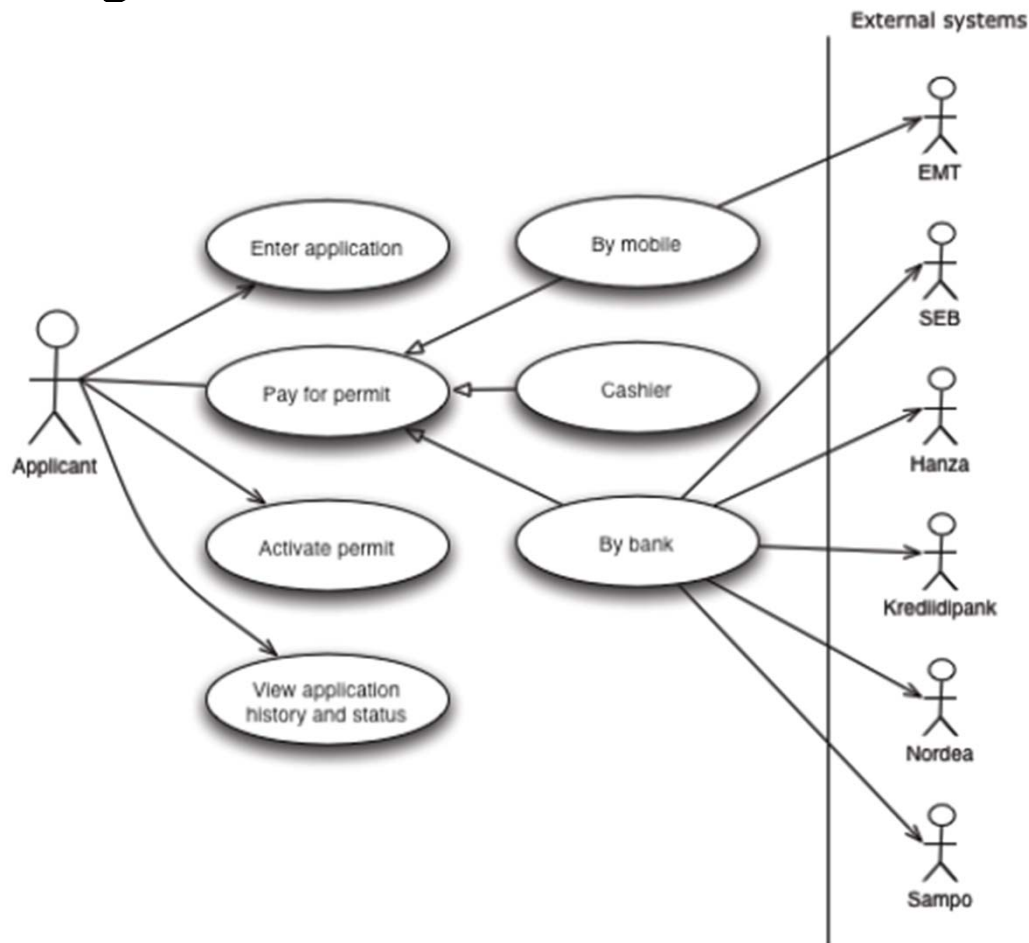 External systems
EMT
Enter application
By mobile
SEB
Pay for permit
Cashier
Applicant
Hanza
Activate permit
By bank
Krediidipank
View application
history and status
Nordea
Sampo